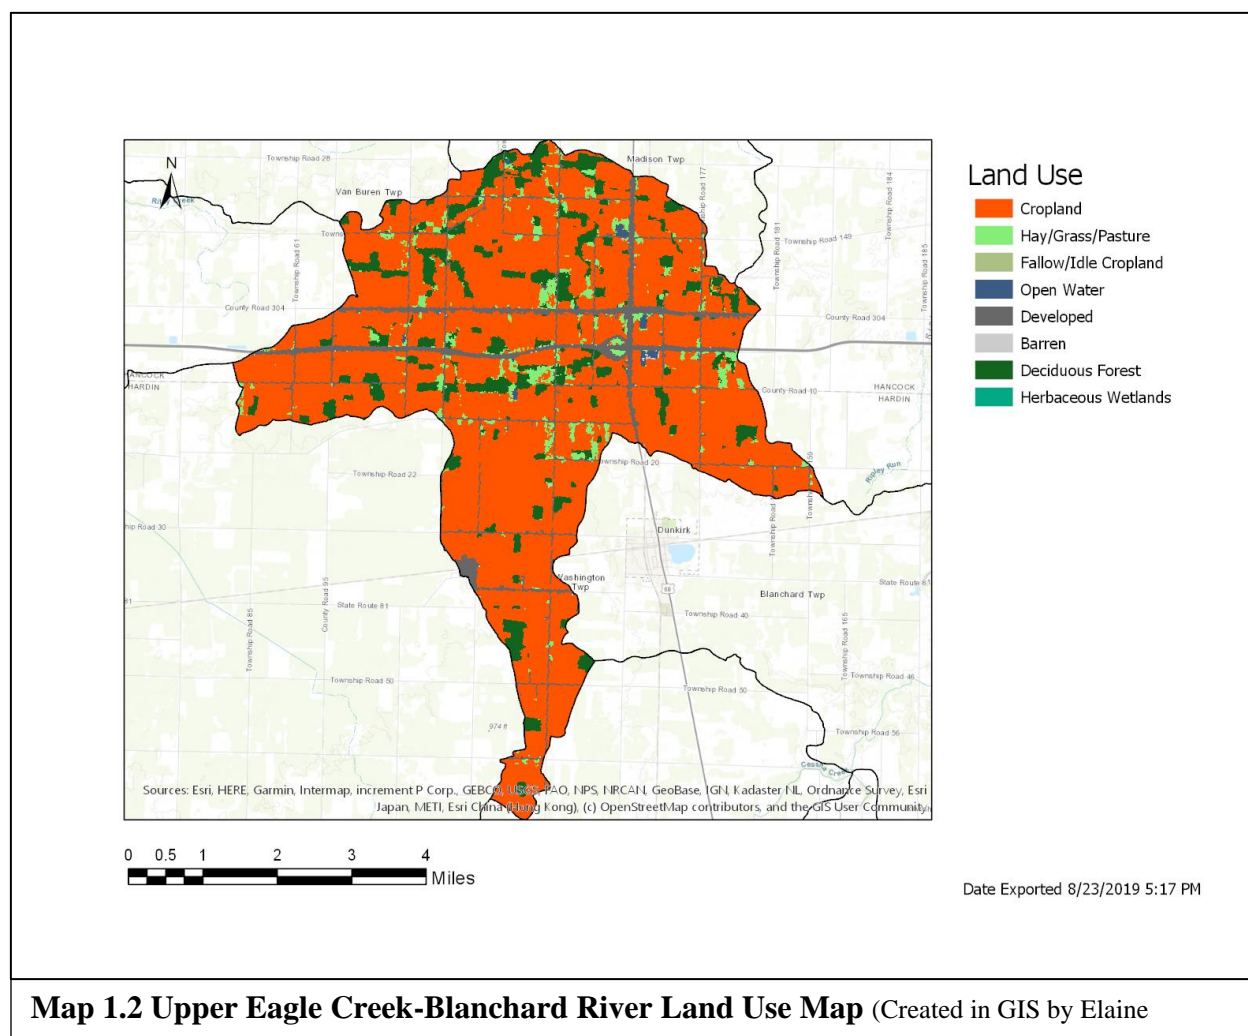 N
Township Road 28
Madison Twp
Van Buren Twp
Township Road 177
Township Road 184
Township Road 61
Township Road 181
Township Road 149
Township Road 185
County Road 304
County Road 304
HANCOCK
HARDIN
County Road 10
HANCOCK
HARDIN
Township Road 22
Township Road 20
Ripley Run
Dunkirk
Washington
Twp
68
State Route 81
County Road 95
Township Road 85
Blanchard Twp
Township Road 40
Township Road 165
Township Road 50
Township Road 50
Township Road 46
974 ft
Township Road 56
Sources: Esri, HERE, Garmin, Intermap, increment P Corp., GEBCO, USGS, FAO, NPS, NRCAN, GeoBase, IGN, Kadaster NL, Ordnance Survey, Esri
Japan, METI, Esri China (Hong Kong), (c) OpenStreetMap contributors, and the GIS User Community
Land Use
Cropland
Hay/Grass/Pasture
Fallow/Idle Cropland
Open Water
Developed
Barren
Deciduous Forest
Herbaceous Wetlands
0 0.5 1 2 3 4
Miles
Date Exported 8/23/2019 5:17 PM
Map 1.2 Upper Eagle Creek-Blanchard River Land Use Map (Created in GIS by Elaine